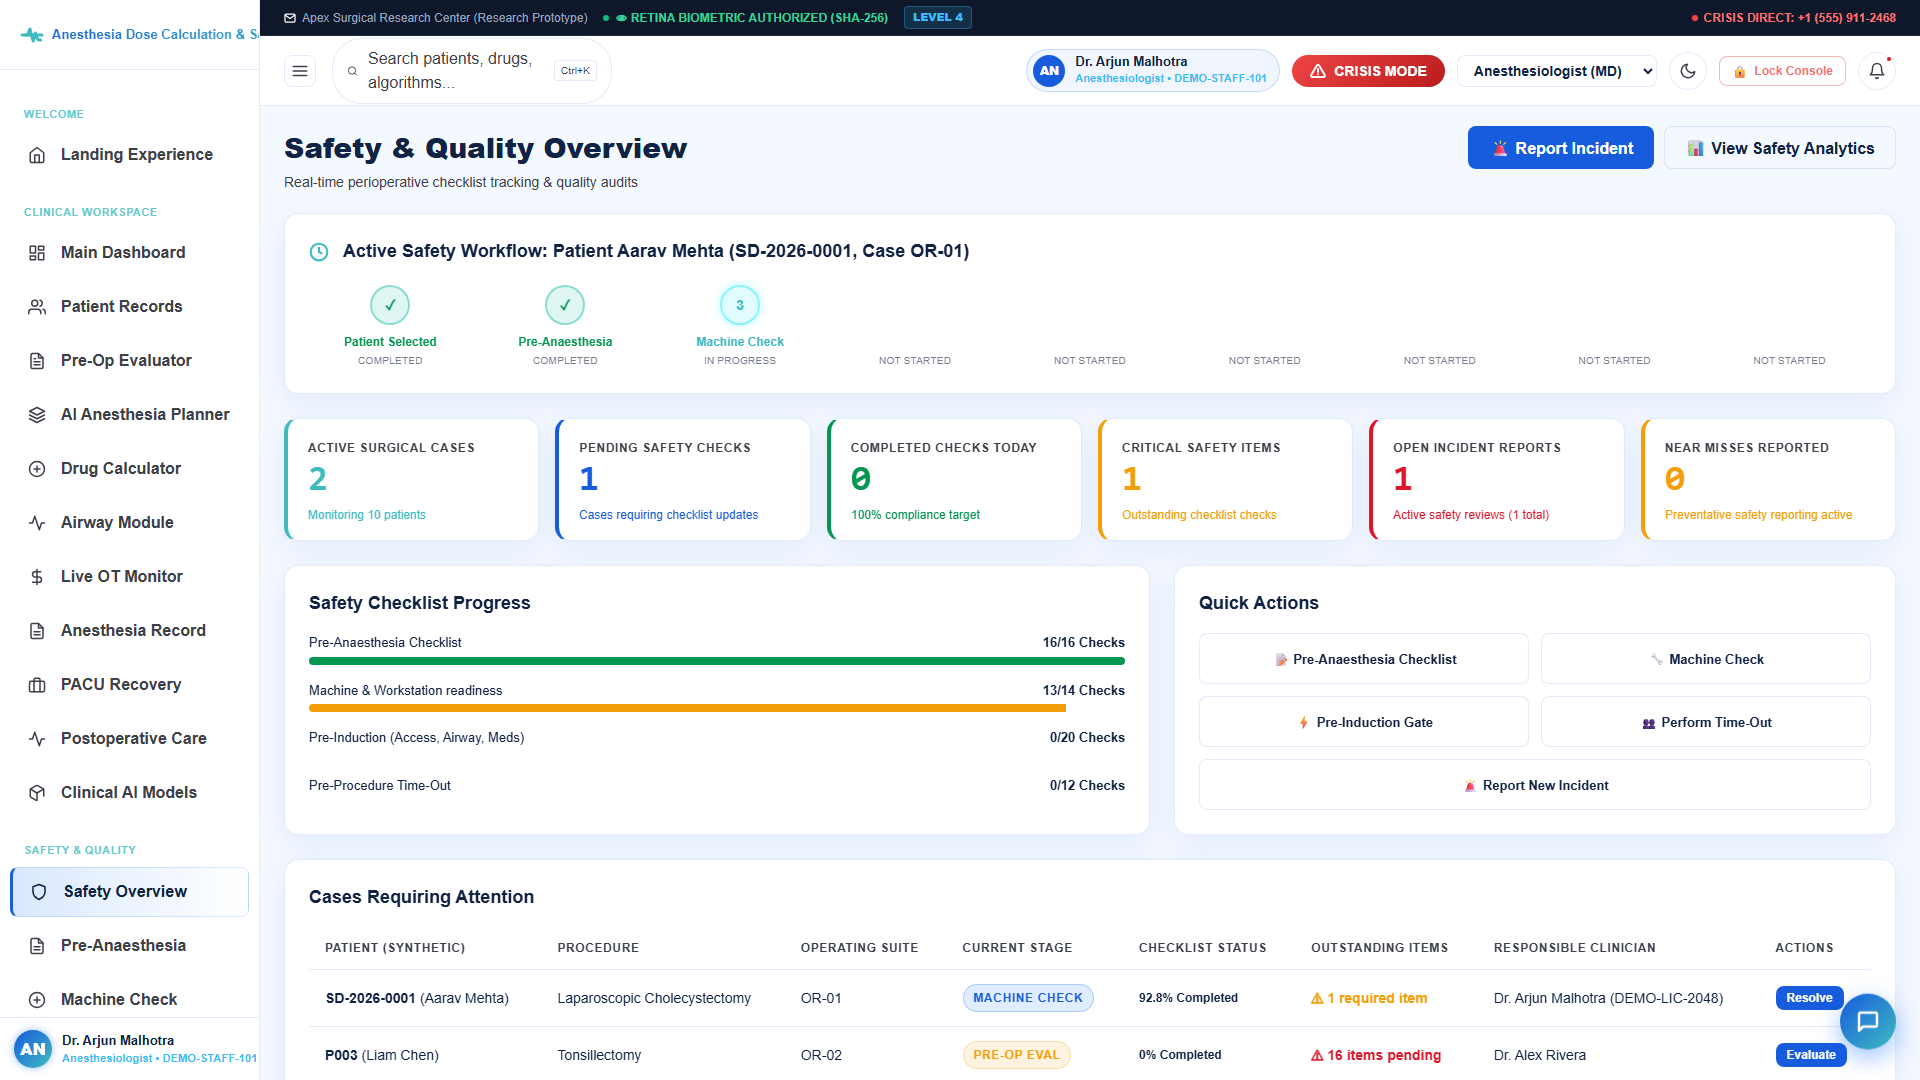 Apex Surgical Research Center (Research Prototype)
RETINA BIOMETRIC AUTHORIZED (SHA-256)
LEVEL 4
CRISIS DIRECT: +1 (555) 911-2468
Anesthesia Dose Calculation & S
Search patients, drugs,
algorithms...
Ctrl+K
AN
Dr. Arjun Malhotra
Anesthesiologist • DEMO-STAFF-101
CRISIS MODE
Anesthesiologist (MD)
Lock Console
WELCOME
Landing Experience
CLINICAL WORKSPACE
Main Dashboard
Patient Records
Pre-Op Evaluator
AI Anesthesia Planner
Drug Calculator
Airway Module
Live OT Monitor
Anesthesia Record
PACU Recovery
Postoperative Care
Clinical AI Models
SAFETY & QUALITY
Safety Overview
Pre-Anaesthesia
Machine Check
AN
Dr. Arjun Malhotra
Anesthesiologist • DEMO-STAFF-101
Safety & Quality Overview
Real-time perioperative checklist tracking & quality audits
Report Incident
View Safety Analytics
Active Safety Workflow: Patient Aarav Mehta (SD-2026-0001, Case OR-01)
✓
Patient Selected
COMPLETED
✓
Pre-Anaesthesia
COMPLETED
3
Machine Check
IN PROGRESS
NOT STARTED
NOT STARTED
NOT STARTED
NOT STARTED
NOT STARTED
NOT STARTED
ACTIVE SURGICAL CASES
2
Monitoring 10 patients
PENDING SAFETY CHECKS
1
Cases requiring checklist updates
COMPLETED CHECKS TODAY
0
100% compliance target
CRITICAL SAFETY ITEMS
1
Outstanding checklist checks
OPEN INCIDENT REPORTS
1
Active safety reviews (1 total)
NEAR MISSES REPORTED
0
Preventative safety reporting active
Safety Checklist Progress
Pre-Anaesthesia Checklist 16/16 Checks
Machine & Workstation readiness 13/14 Checks
Pre-Induction (Access, Airway, Meds) 0/20 Checks
Pre-Procedure Time-Out 0/12 Checks
Quick Actions
Pre-Anaesthesia Checklist
Machine Check
Pre-Induction Gate
Perform Time-Out
Report New Incident
Cases Requiring Attention
PATIENT (SYNTHETIC) PROCEDURE OPERATING SUITE CURRENT STAGE CHECKLIST STATUS OUTSTANDING ITEMS RESPONSIBLE CLINICIAN ACTIONS
SD-2026-0001 (Aarav Mehta) Laparoscopic Cholecystectomy OR-01 MACHINE CHECK 92.8% Completed ⚠ 1 required item Dr. Arjun Malhotra (DEMO-LIC-2048) Resolve
P003 (Liam Chen) Tonsillectomy OR-02 PRE-OP EVAL 0% Completed ⚠ 16 items pending Dr. Alex Rivera Evaluate